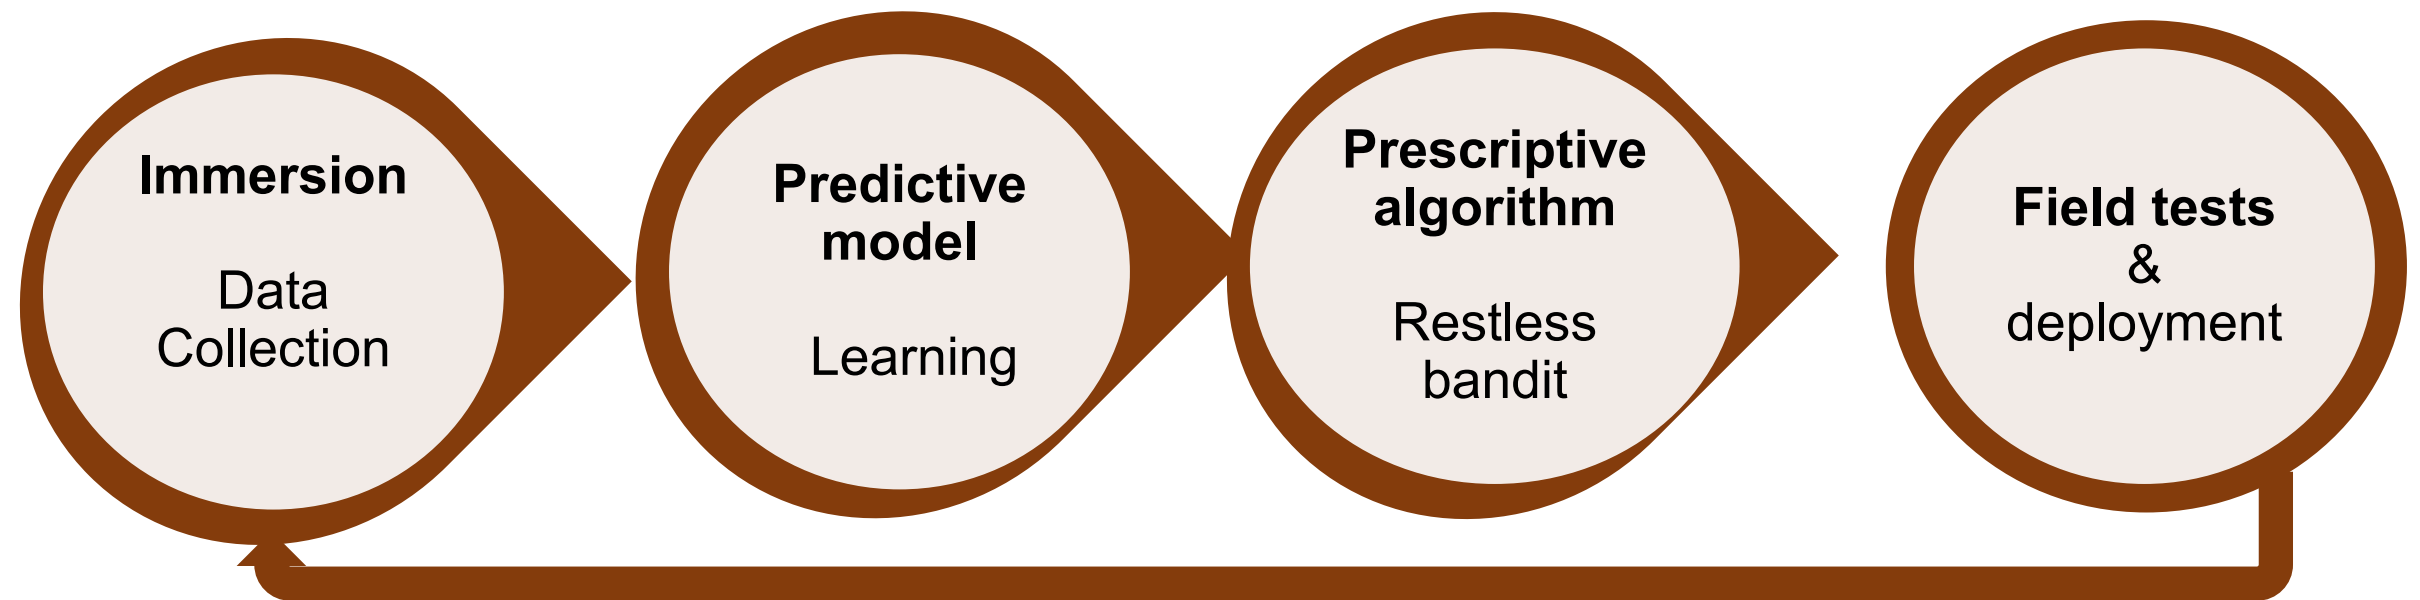 Immersion
Data
Collection
Predictive
model
Learning
Prescriptive
algorithm
Restless
bandit
Field tests
&
deployment